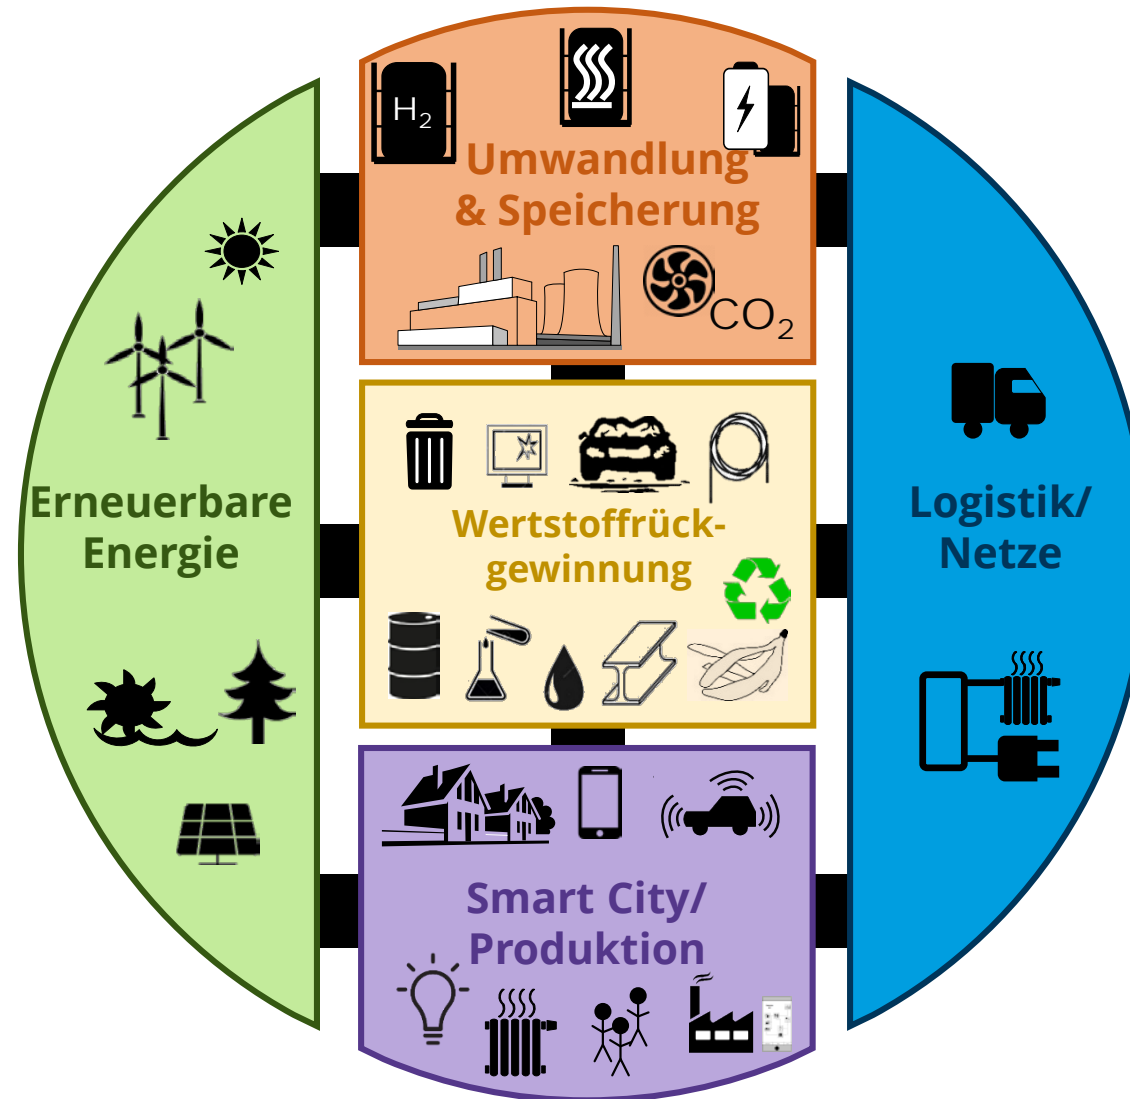 H2
Umwandlung
& Speicherung
CO2
Erneuerbare
Energie
Wertstoffrück-
gewinnung
Logistik/
Netze
Smart City/
Produktion